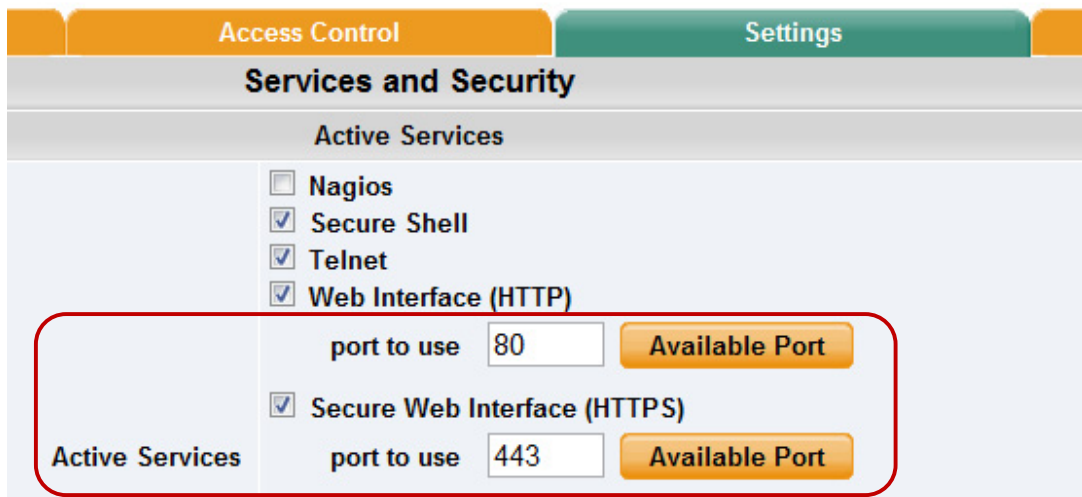 Access Control
Settings
Services and Security
Active Services
Nagios
Secure Shell
Telnet
Web Interface (HTTP)
port to use 80 Available Port
Secure Web Interface (HTTPS)
Active Services port to use 443 Available Port